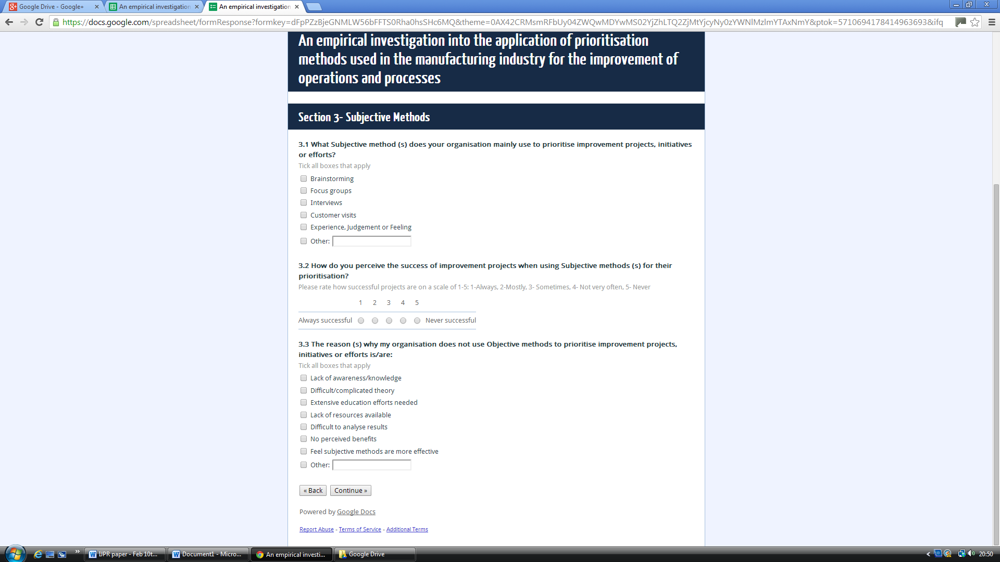 Google Drive - Google+
An empirical investigation
An empirical investigation
https://docs.google.com/spreadsheet/formResponse?formkey=dFpPZzBjeGNMLW56bFFTS0Rha0hsSHc6MQ&theme=0AX42CRMsmRFbUy04ZWQwMDYwMS02YjZhLTQ2ZjMtYjcyNy0zYWNlMzlmYTAxNmY&ptok=5710694178414963693&ifq
An empirical investigation into the application of prioritisation
methods used in the manufacturing industry for the improvement of
operations and processes
Section 3- Subjective Methods
3.1 What Subjective method (s) does your organisation mainly use to prioritise improvement projects, initiatives
or efforts?
Tick all boxes that apply
Brainstorming
Focus groups
Interviews
Customer visits
Experience, Judgement or Feeling
Other:
3.2 How do you perceive the success of improvement projects when using Subjective methods (s) for their
prioritisation?
Please rate how successful projects are on a scale of 1-5: 1-Always, 2-Mostly, 3- Sometimes, 4- Not very often, 5- Never
1 2 3 4 5
Always successful Never successful
3.3 The reason (s) why my organisation does not use Objective methods to prioritise improvement projects,
initiatives or efforts is/are:
Tick all boxes that apply
Lack of awareness/knowledge
Difficult/complicated theory
Extensive education efforts needed
Lack of resources available
Difficult to analyse results
No perceived benefits
Feel subjective methods are more effective
Other:
« Back Continue »
Powered by Google Docs
Report Abuse - Terms of Service - Additional Terms
IJPR paper - Feb 10t... Document1 - Micro... An empirical investi... Google Drive 20:50